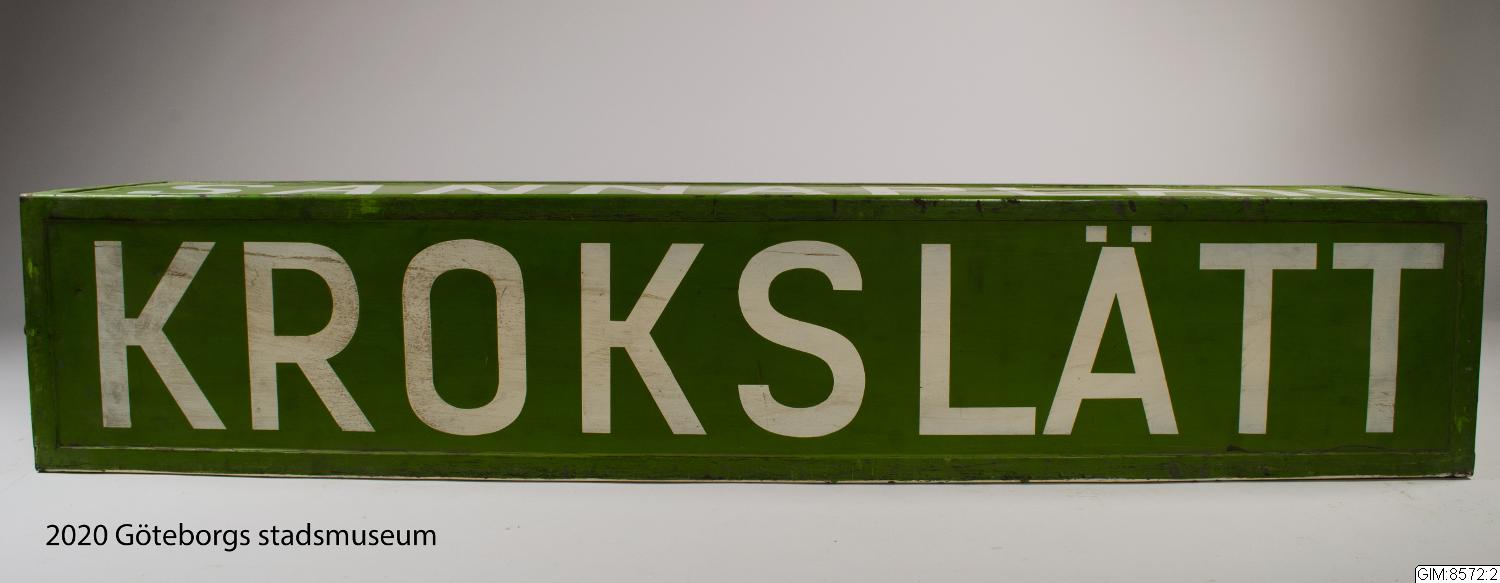 KROKSLÄTT
2020 Göteborgs stadsmuseum
GIM:8572:2